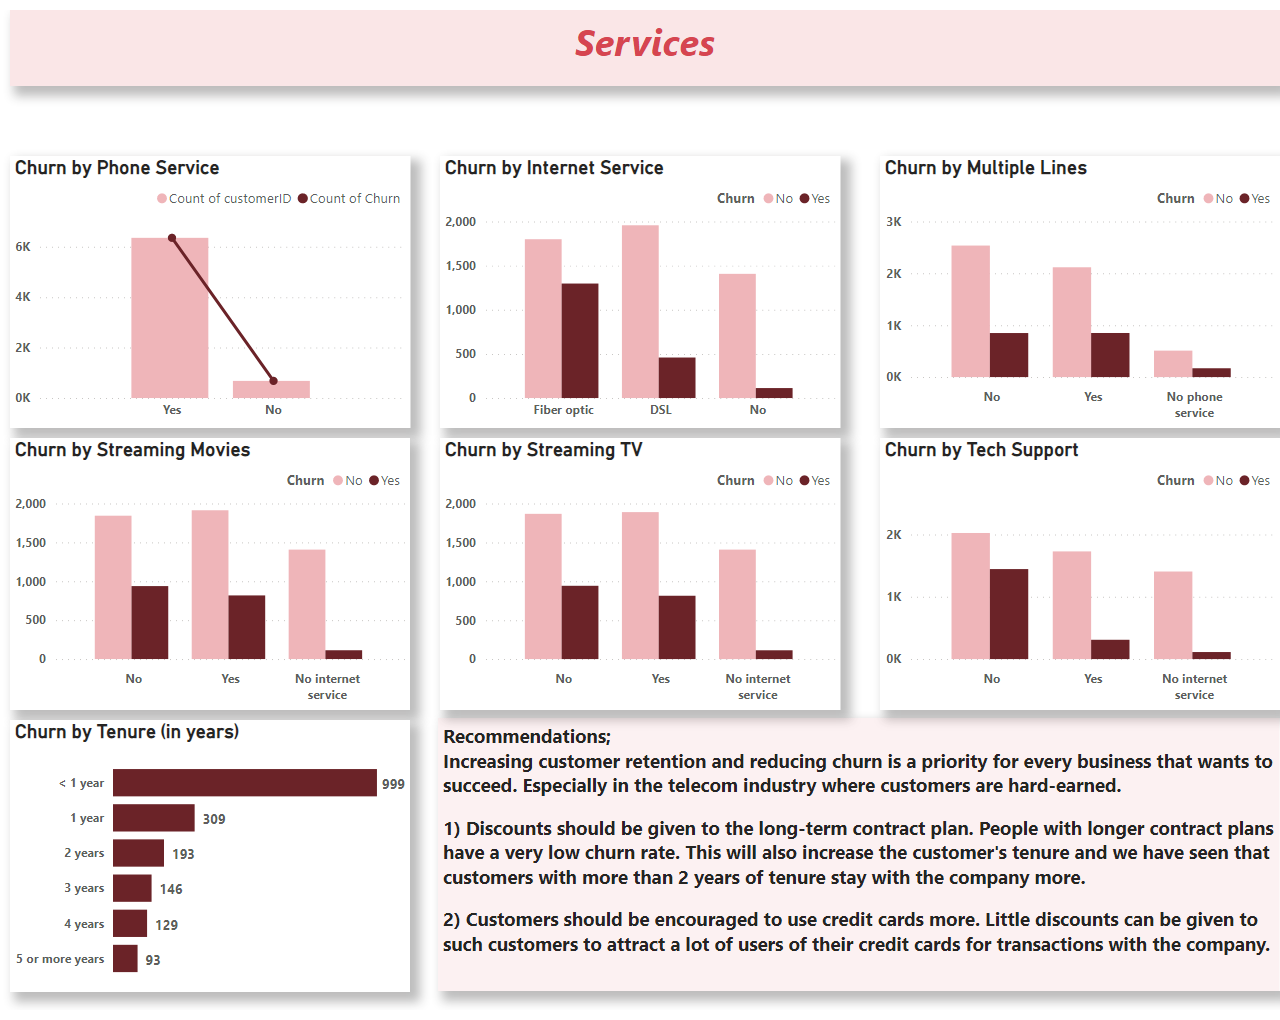 Services
Churn by Phone Service
Count of customerID Count of Churn
6K
4K
2K
0K
Yes No
Churn by Internet Service
Churn No Yes
2,000
1,500
1,000
500
0
Fiber optic DSL No
Churn by Multiple Lines
Churn No Yes
3K
2K
1K
0K
No Yes No phone
service
Churn by Streaming Movies
Churn No Yes
2,000
1,500
1,000
500
0
No Yes No internet
service
Churn by Streaming TV
Churn No Yes
2,000
1,500
1,000
500
0
No Yes No internet
service
Churn by Tech Support
Churn No Yes
2K
1K
0K
No Yes No internet
service
Churn by Tenure (in years)
< 1 year 999
1 year 309
2 years 193
3 years 146
4 years 129
5 or more years 93
Recommendations;
Increasing customer retention and reducing churn is a priority for every business that wants to
succeed. Especially in the telecom industry where customers are hard-earned.
1) Discounts should be given to the long-term contract plan. People with longer contract plans
have a very low churn rate. This will also increase the customer's tenure and we have seen that
customers with more than 2 years of tenure stay with the company more.
2) Customers should be encouraged to use credit cards more. Little discounts can be given to
such customers to attract a lot of users of their credit cards for transactions with the company.